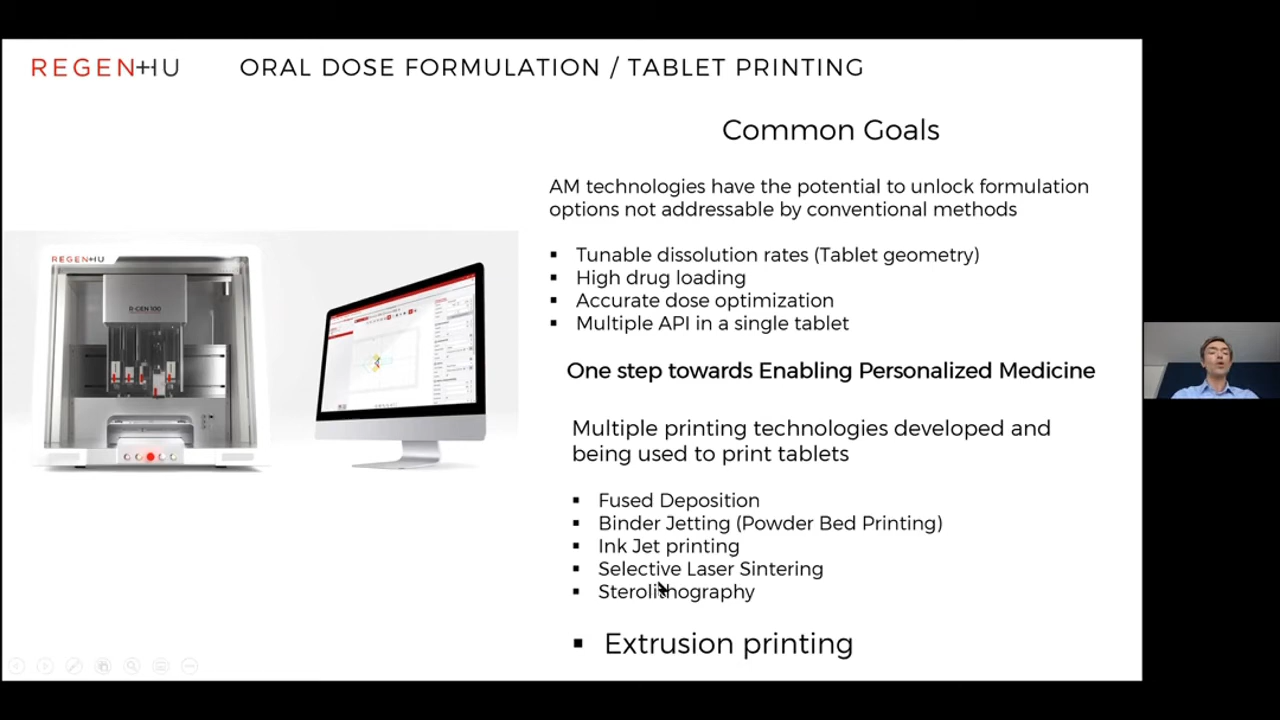 REGENHU
ORAL DOSE FORMULATION / TABLET PRINTING
Common Goals
AM technologies have the potential to unlock formulation
options not addressable by conventional methods
▪ Tunable dissolution rates (Tablet geometry)
▪ High drug loading
▪ Accurate dose optimization
▪ Multiple API in a single tablet
One step towards Enabling Personalized Medicine
Multiple printing technologies developed and
being used to print tablets
▪ Fused Deposition
▪ Binder Jetting (Powder Bed Printing)
▪ Ink Jet printing
▪ Selective Laser Sintering
▪ Sterolithography
▪ Extrusion printing
REGENHU
R-GEN 100